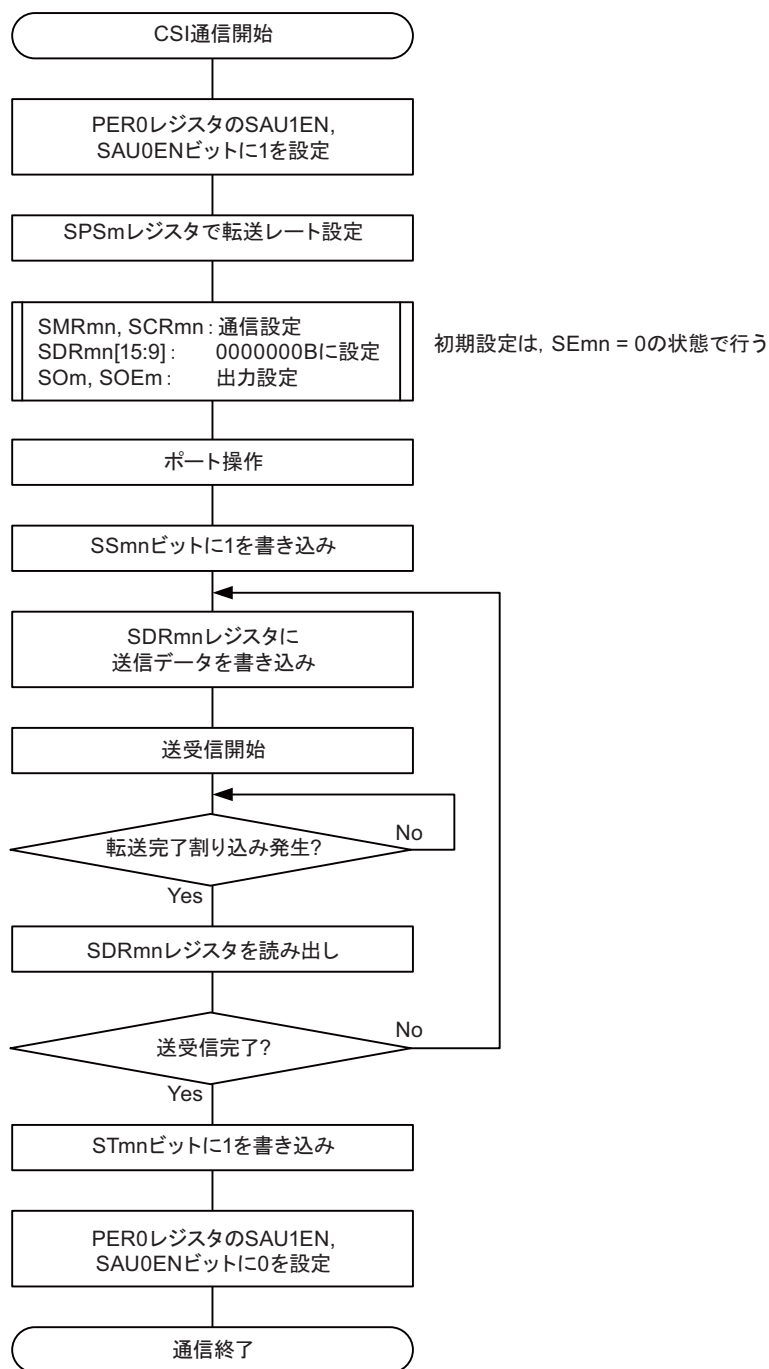 CSI通信開始
PER0レジスタのSAU1EN,
SAU0ENビットに1を設定
SPSmレジスタで転送レート設定
SMRmn, SCRmn : 通信設定
SDRmn[15:9] : 0000000Bに設定
SOm, SOEm : 出力設定
初期設定は, SEmn = 0の状態で行う
ポート操作
SSmnビットに1を書き込み
SDRmnレジスタに
送信データを書き込み
送受信開始
転送完了割り込み発生?
No
Yes
SDRmnレジスタを読み出し
送受信完了?
No
Yes
STmnビットに1を書き込み
PER0レジスタのSAU1EN,
SAU0ENビットに0を設定
通信終了